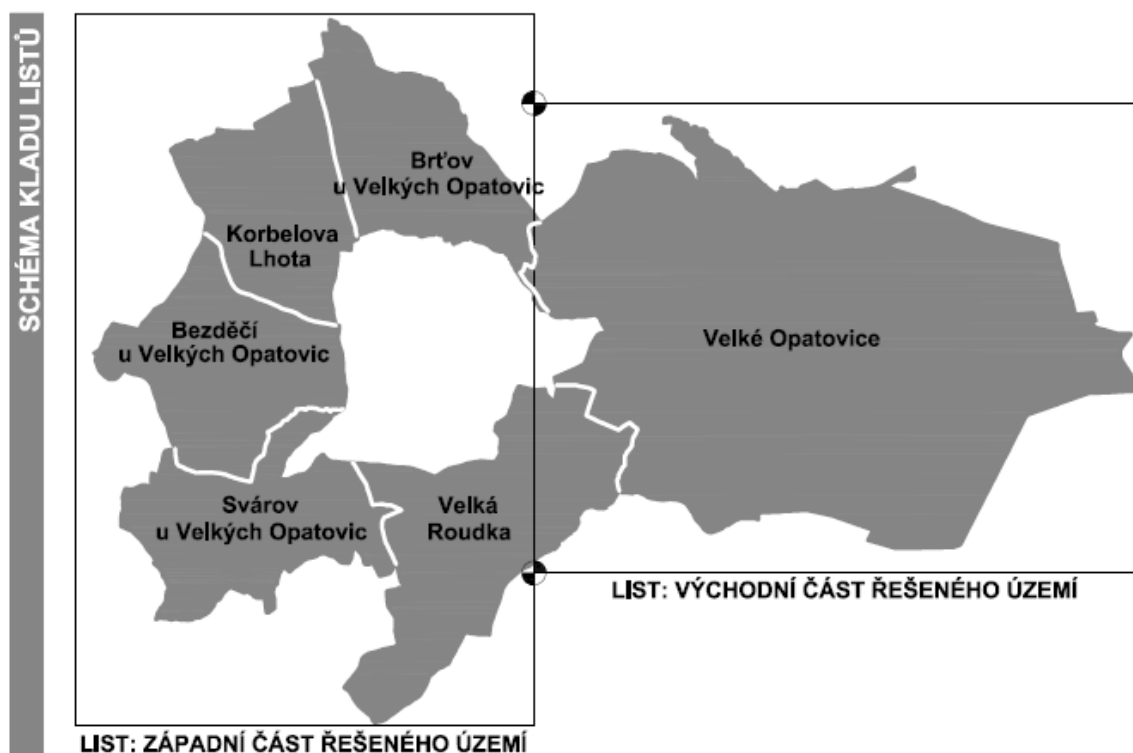 SCHÉMA KLADU LISTŮ
Brťov
u Velkých Opatovic
Korbelova
Lhota
Bezděčí
u Velkých Opatovic
Velké Opatovice
Svárov
u Velkých Opatovic
Velká
Roudka
LIST: VÝCHODNÍ ČÁST ŘEŠENÉHO ÚZEMÍ
LIST: ZÁPADNÍ ČÁST ŘEŠENÉHO ÚZEMÍ